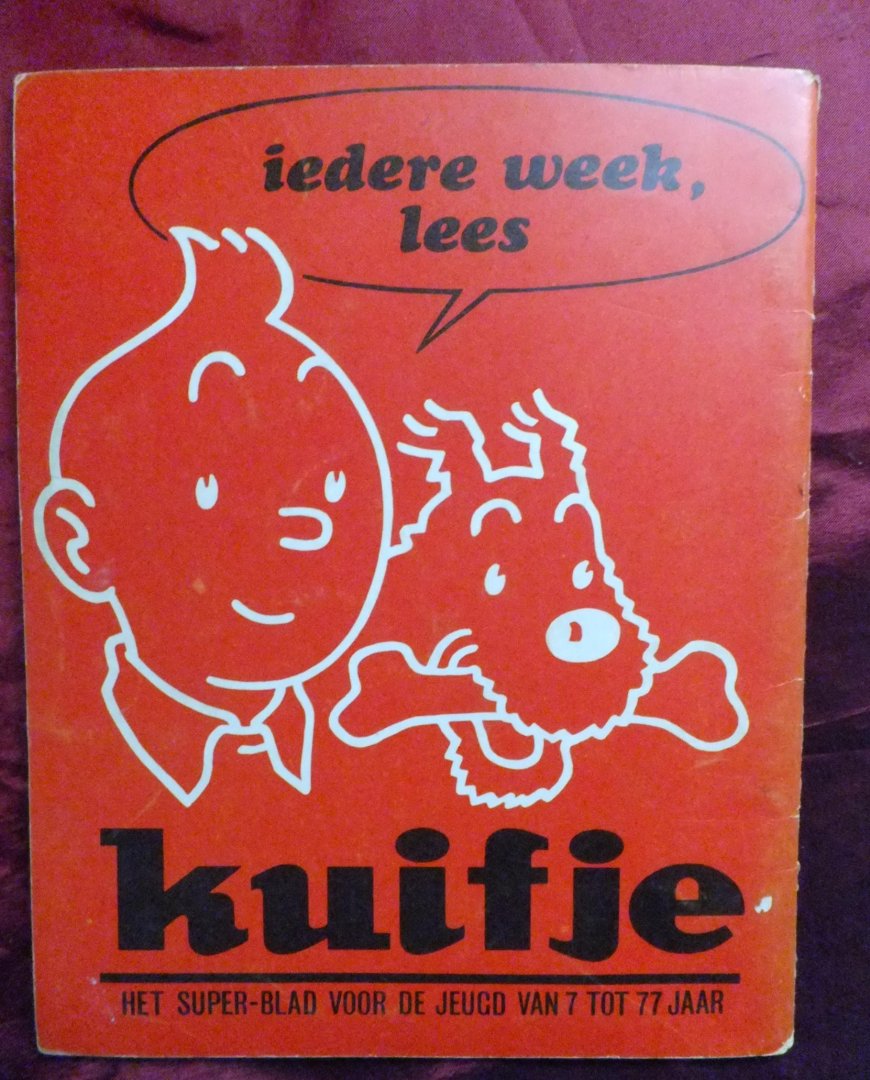 iedere week,
lees
kuifje
HET SUPER-BLAD VOOR DE JEUGD VAN 7 TOT 77 JAAR